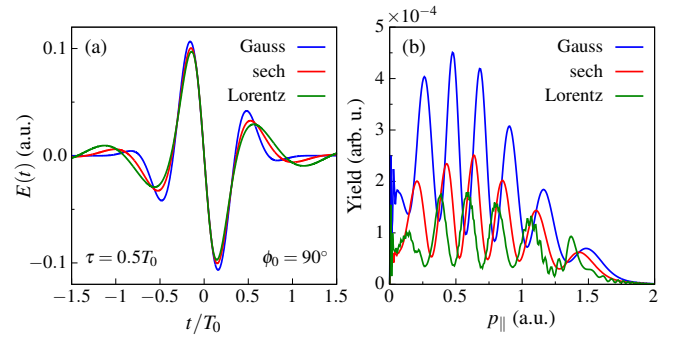 (a)
Gauss
sech
Lorentz
0.1
0.0
−0.1
E(t) (a.u.)
τ = 0.5T₀
ϕ₀ = 90°
−1.5
−1
−0.5
0
0.5
1
1.5
t/T₀
×10⁻⁴
(b)
Gauss
sech
Lorentz
5
4
3
2
1
0
Yield (arb. u.)
0
0.5
1
1.5
2
p∥ (a.u.)